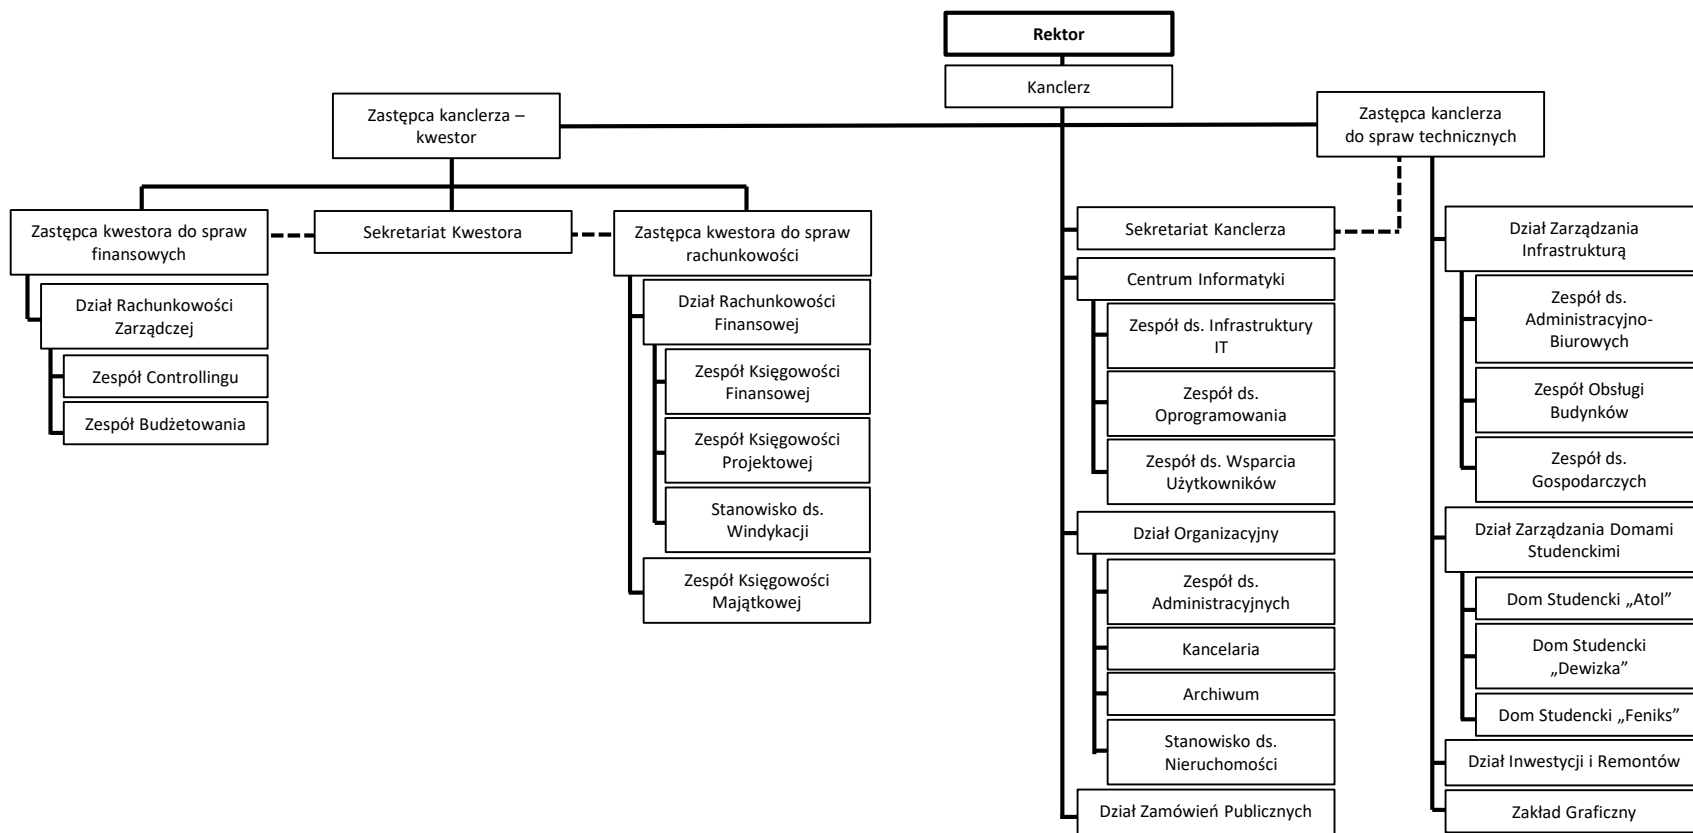 Rektor
Kanclerz
Zastępca kanclerza –
kwestor
Zastępca kanclerza
do spraw technicznych
Zastępca kwestora do spraw
finansowych
Sekretariat Kwestora
Zastępca kwestora do spraw
rachunkowości
Dział Rachunkowości
Zarządczej
Zespół Controllingu
Zespół Budżetowania
Dział Rachunkowości
Finansowej
Zespół Księgowości
Finansowej
Zespół Księgowości
Projektowej
Stanowisko ds.
Windykacji
Zespół Księgowości
Majątkowej
Sekretariat Kanclerza
Centrum Informatyki
Zespół ds. Infrastruktury
IT
Zespół ds.
Oprogramowania
Zespół ds. Wsparcia
Użytkowników
Dział Organizacyjny
Zespół ds.
Administracyjnych
Kancelaria
Archiwum
Stanowisko ds.
Nieruchomości
Dział Zamówień Publicznych
Dział Zarządzania
Infrastrukturą
Zespół ds.
Administracyjno-
Biurowych
Zespół Obsługi
Budynków
Zespół ds.
Gospodarczych
Dział Zarządzania Domami
Studenckimi
Dom Studencki „Atol”
Dom Studencki
„Dewizka”
Dom Studencki „Feniks”
Dział Inwestycji i Remontów
Zakład Graficzny